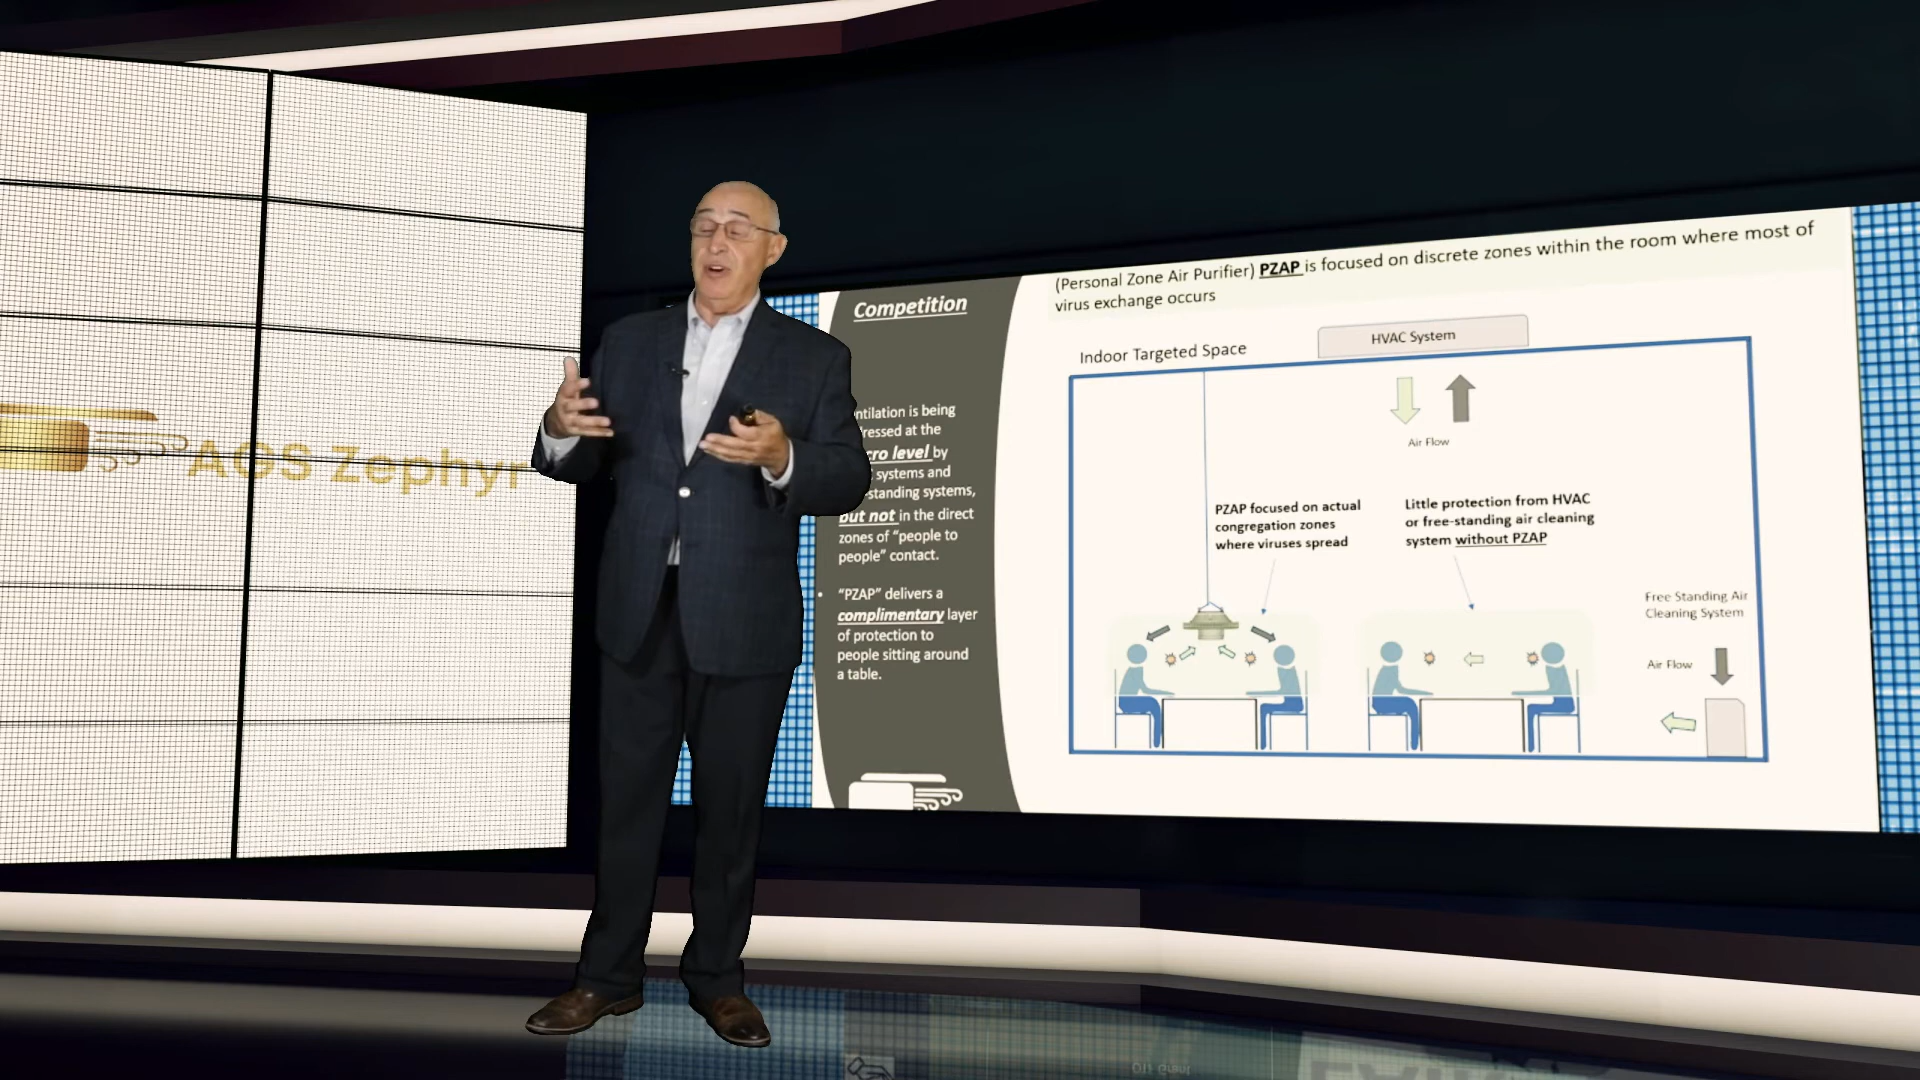 AGS Zephyr
Competition
(Personal Zone Air Purifier) PZAP is focused on discrete zones within the room where most of
virus exchange occurs
ntilation is being
ressed at the
cro level by
systems and
-standing systems,
but not in the direct
zones of “people to
people” contact.
• “PZAP” delivers a
complimentary layer
of protection to
people sitting around
a table.
Indoor Targeted Space
HVAC System
Air Flow
PZAP focused on actual
congregation zones
where viruses spread
Little protection from HVAC
or free-standing air cleaning
system without PZAP
Free Standing Air
Cleaning System
Air Flow